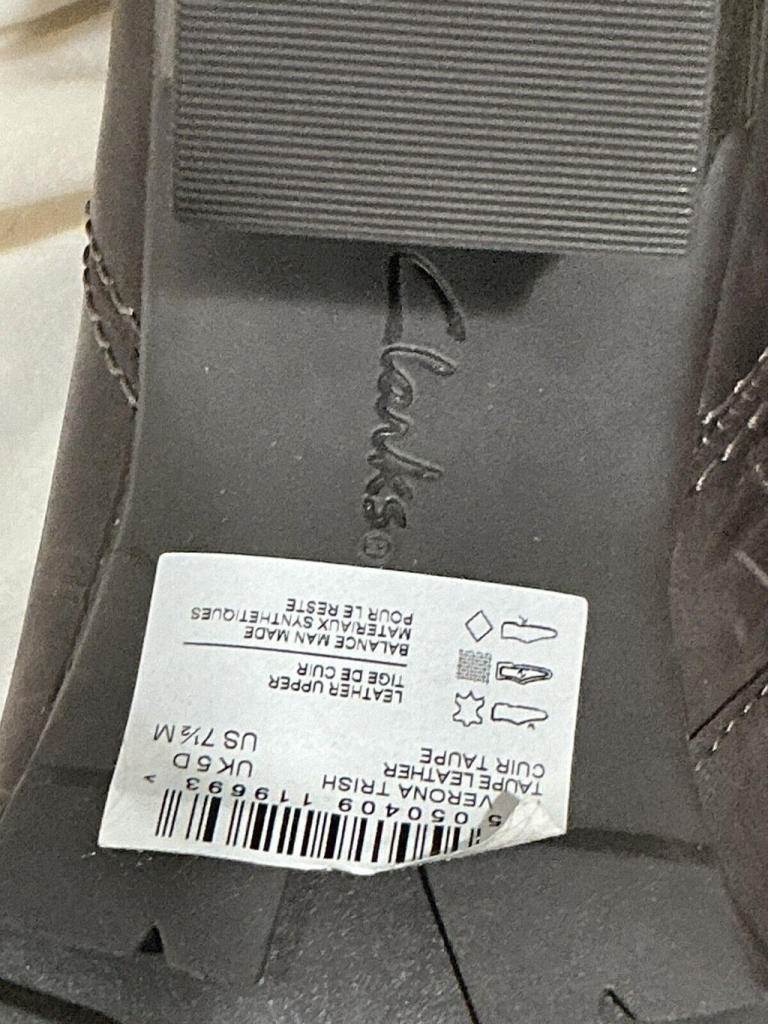 Clarks®
5 050409 119693 >
VERONA TRISH UK 5 D
TAUPE LEATHER US 7½ M
CUIR TAUPE
LEATHER UPPER
TIGE DE CUIR
BALANCE MAN MADE
MATERIAUX SYNTHETIQUES
POUR LE RESTE